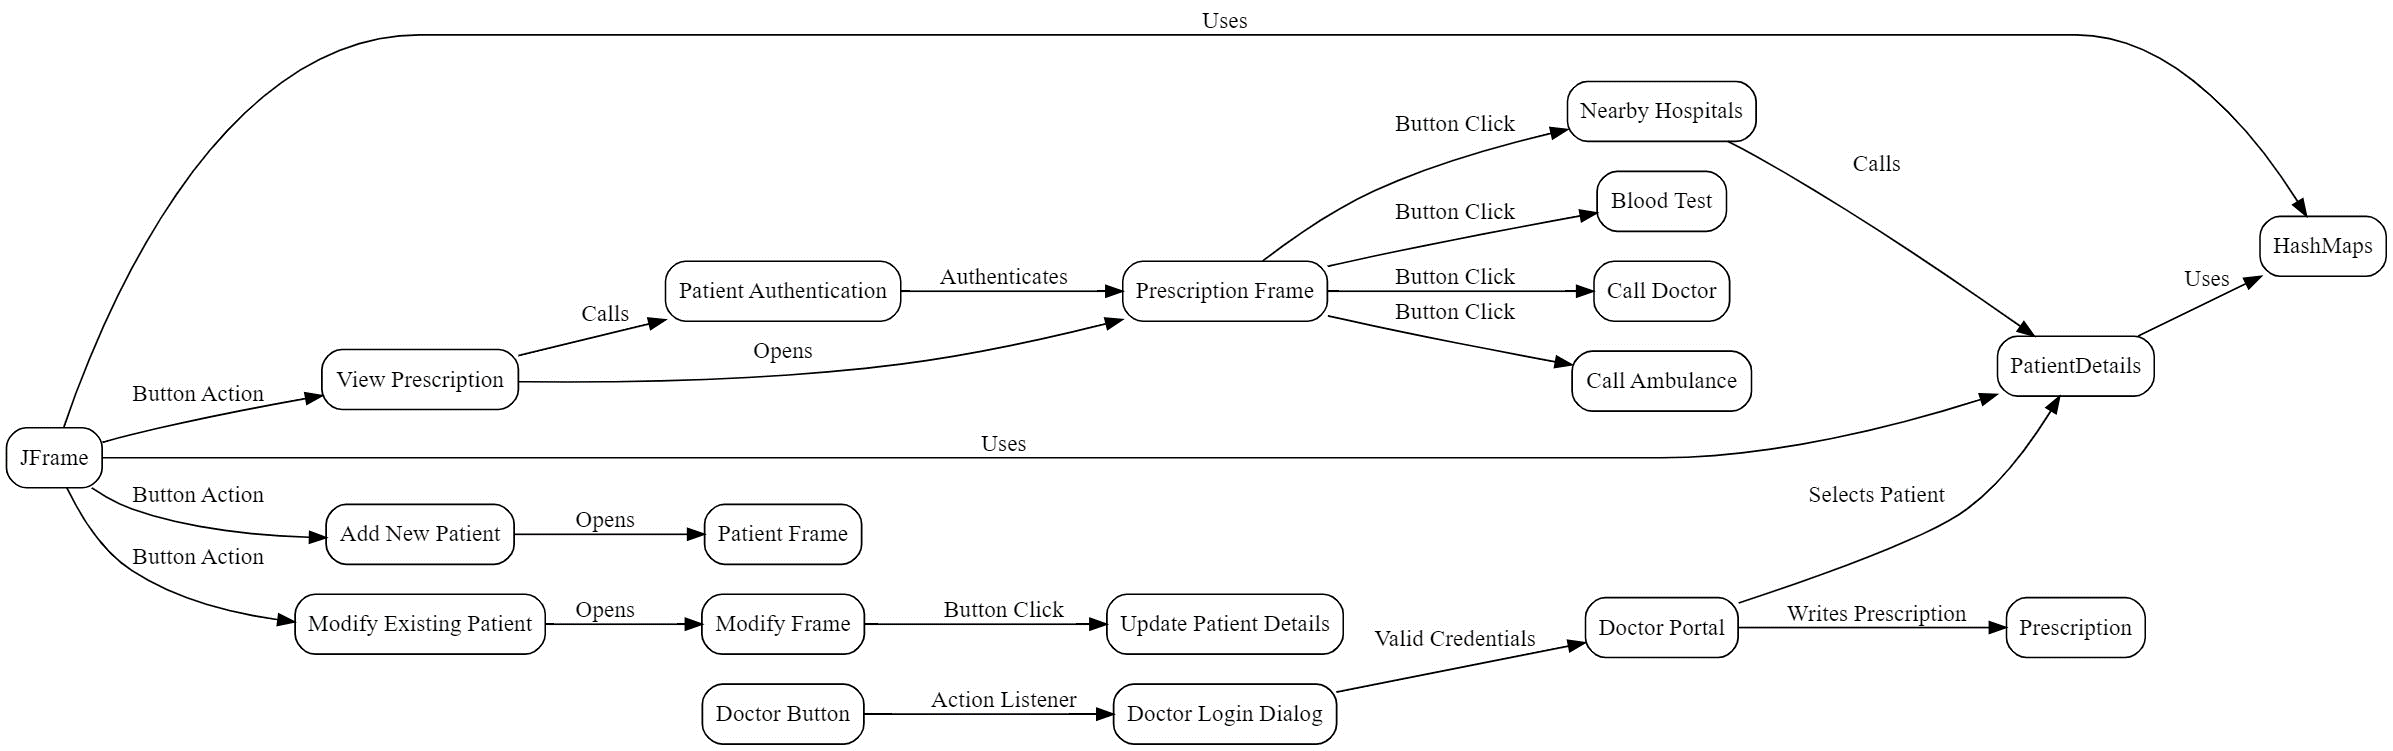 Uses
Nearby Hospitals
Button Click
Calls
Blood Test
Button Click
HashMaps
Uses
Patient Authentication
Authenticates
Prescription Frame
Button Click
Call Doctor
Calls
Button Click
Opens
PatientDetails
View Prescription
Call Ambulance
Button Action
JFrame
Uses
Button Action
Selects Patient
Add New Patient
Opens
Patient Frame
Button Action
Modify Existing Patient
Opens
Modify Frame
Button Click
Update Patient Details
Valid Credentials
Doctor Portal
Writes Prescription
Prescription
Doctor Button
Action Listener
Doctor Login Dialog